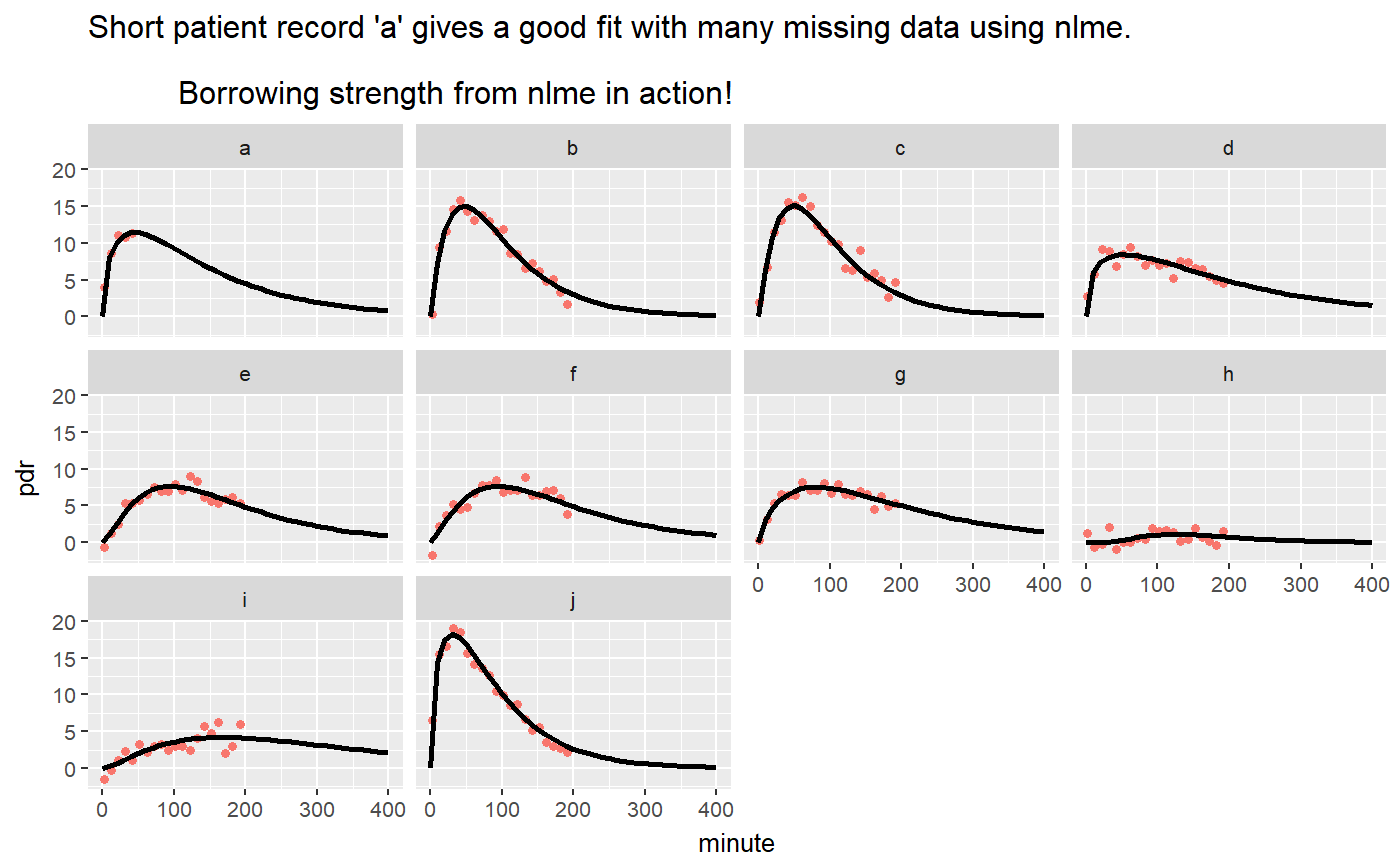 Short patient record 'a' gives a good fit with many missing data using nlme.
Borrowing strength from nlme in action!
a b c d
20
15
10
5
0
e f g h
20
15
10
5
0
0 100 200 300 400 0 100 200 300 400
i j
20
15
10
5
0
0 100 200 300 400 0 100 200 300 400
pdr
minute